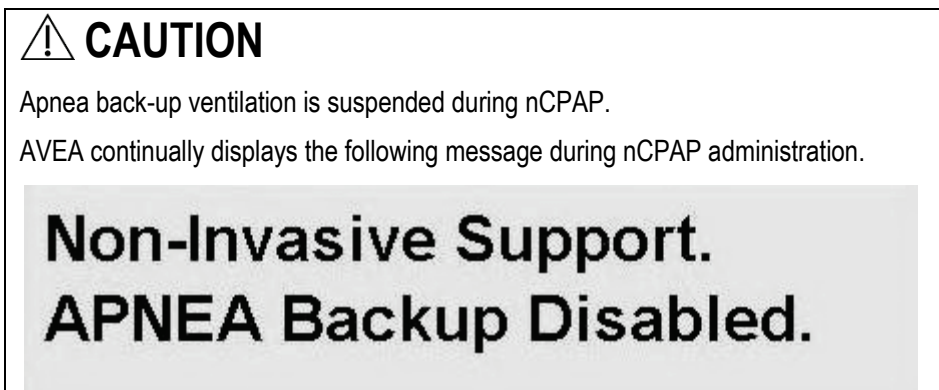 ⚠ CAUTION
Apnea back-up ventilation is suspended during nCPAP.
AVEA continually displays the following message during nCPAP administration.
Non-Invasive Support.
APNEA Backup Disabled.